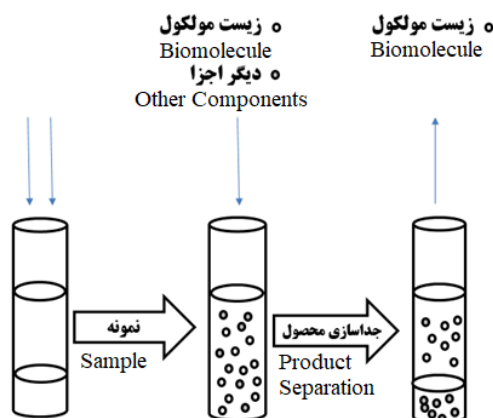 o زیست مولکول
Biomolecule
o دیگر اجزا
Other Components
o زیست مولکول
Biomolecule
نمونه
Sample
جداسازی محصول
Product
Separation